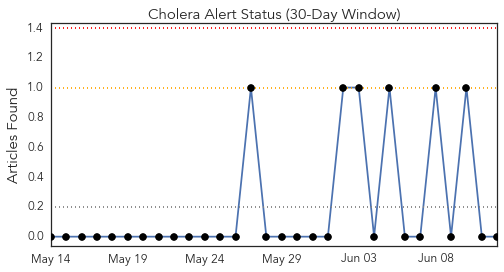 Cholera Alert Status (30-Day Window)
1.4
1.2
1.0
0.8
0.6
0.4
0.2
0.0
Articles Found
May 14 May 19 May 24 May 29 Jun 03 Jun 08